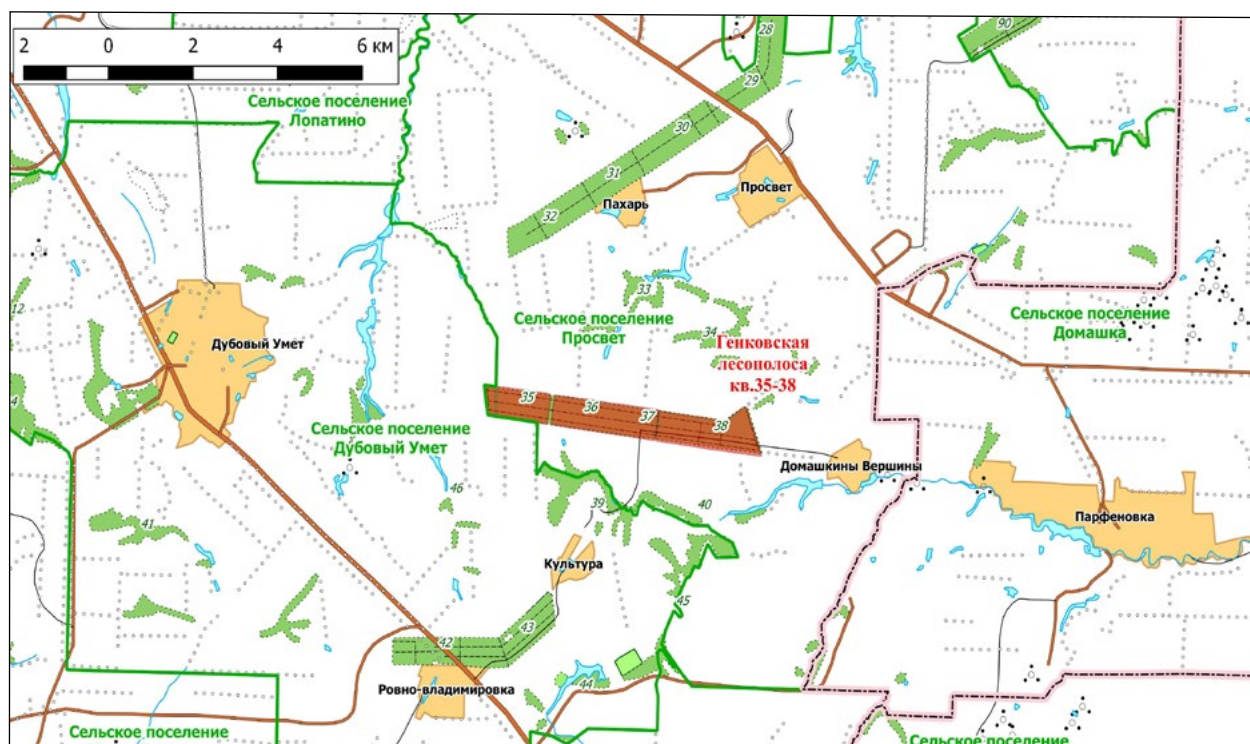 2 0 2 4 6 км
28
90
29
Сельское поселение
Лопатино
30
31
Просвет
Пахарь
32
33
12
Сельское поселение
Просвет
Сельское поселение
Домашка
34
Дубовый Умет
Генковская
лесополоса
кв.35-38
4
35
36
37
38
Сельское поселение
Дубовый Умет
Домашкины Вершины
46
39
40
41
Парфеновка
Культура
45
43
42
44
Ровно-владимировка
Сельское поселение
Сельское поселение